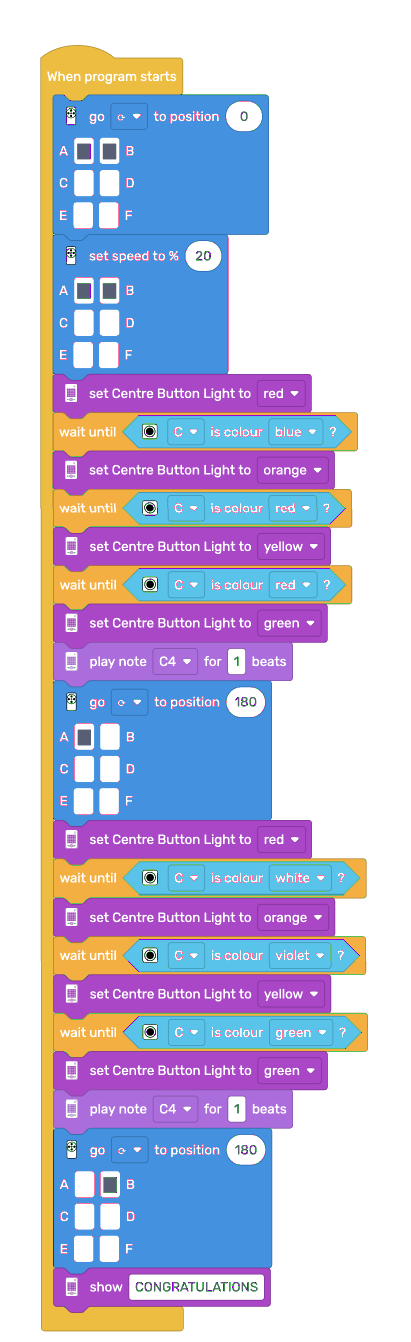 When program starts
go to position 0
A B
C D
E F
set speed to % 20
A B
C D
E F
set Centre Button Light to red
wait until C is colour blue ?
set Centre Button Light to orange
wait until C is colour red ?
set Centre Button Light to yellow
wait until C is colour red ?
set Centre Button Light to green
play note C4 for 1 beats
go to position 180
A B
C D
E F
set Centre Button Light to red
wait until C is colour white ?
set Centre Button Light to orange
wait until C is colour violet ?
set Centre Button Light to yellow
wait until C is colour green ?
set Centre Button Light to green
play note C4 for 1 beats
go to position 180
A B
C D
E F
show CONGRATULATIONS